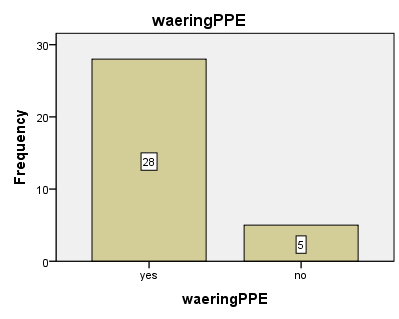 waeringPPE
30
20
10
0
Frequency
28
5
yes no
waeringPPE